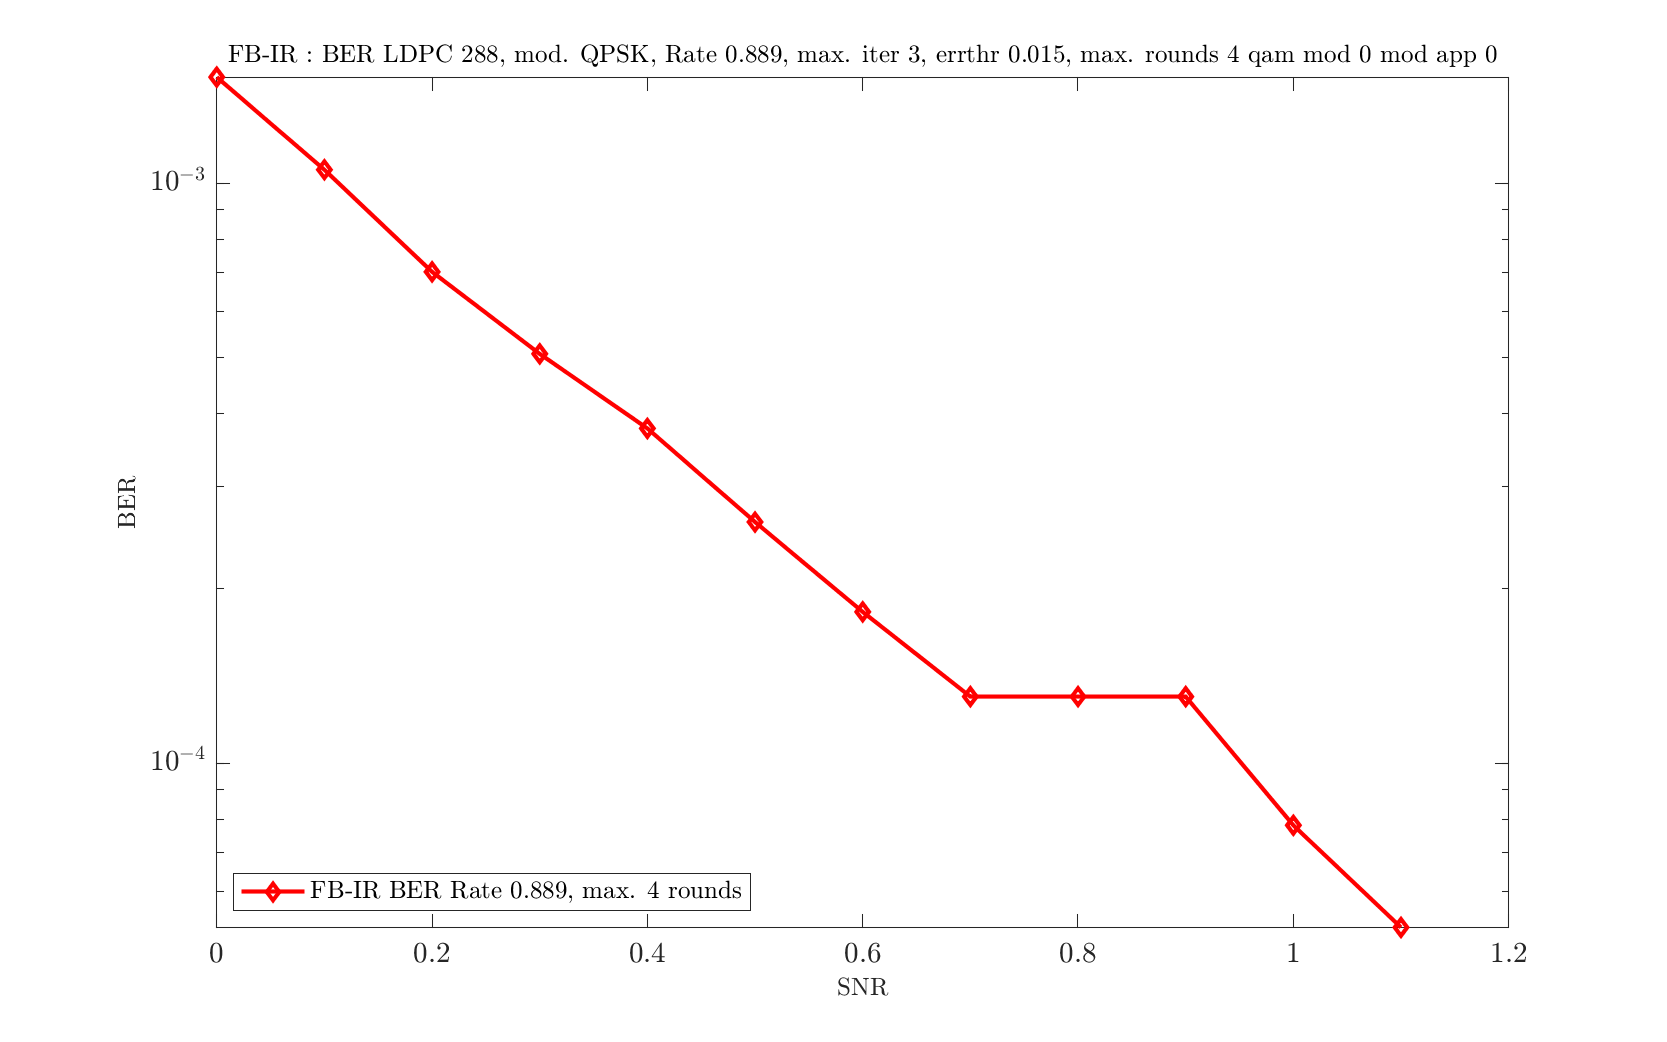 FB-IR : BER LDPC 288, mod. QPSK, Rate 0.889, max. iter 3, errthr 0.015, max. rounds 4 qam mod 0 mod app 0
10⁻³
BER
10⁻⁴
FB-IR BER Rate 0.889, max. 4 rounds
0 0.2 0.4 0.6 0.8 1 1.2
SNR